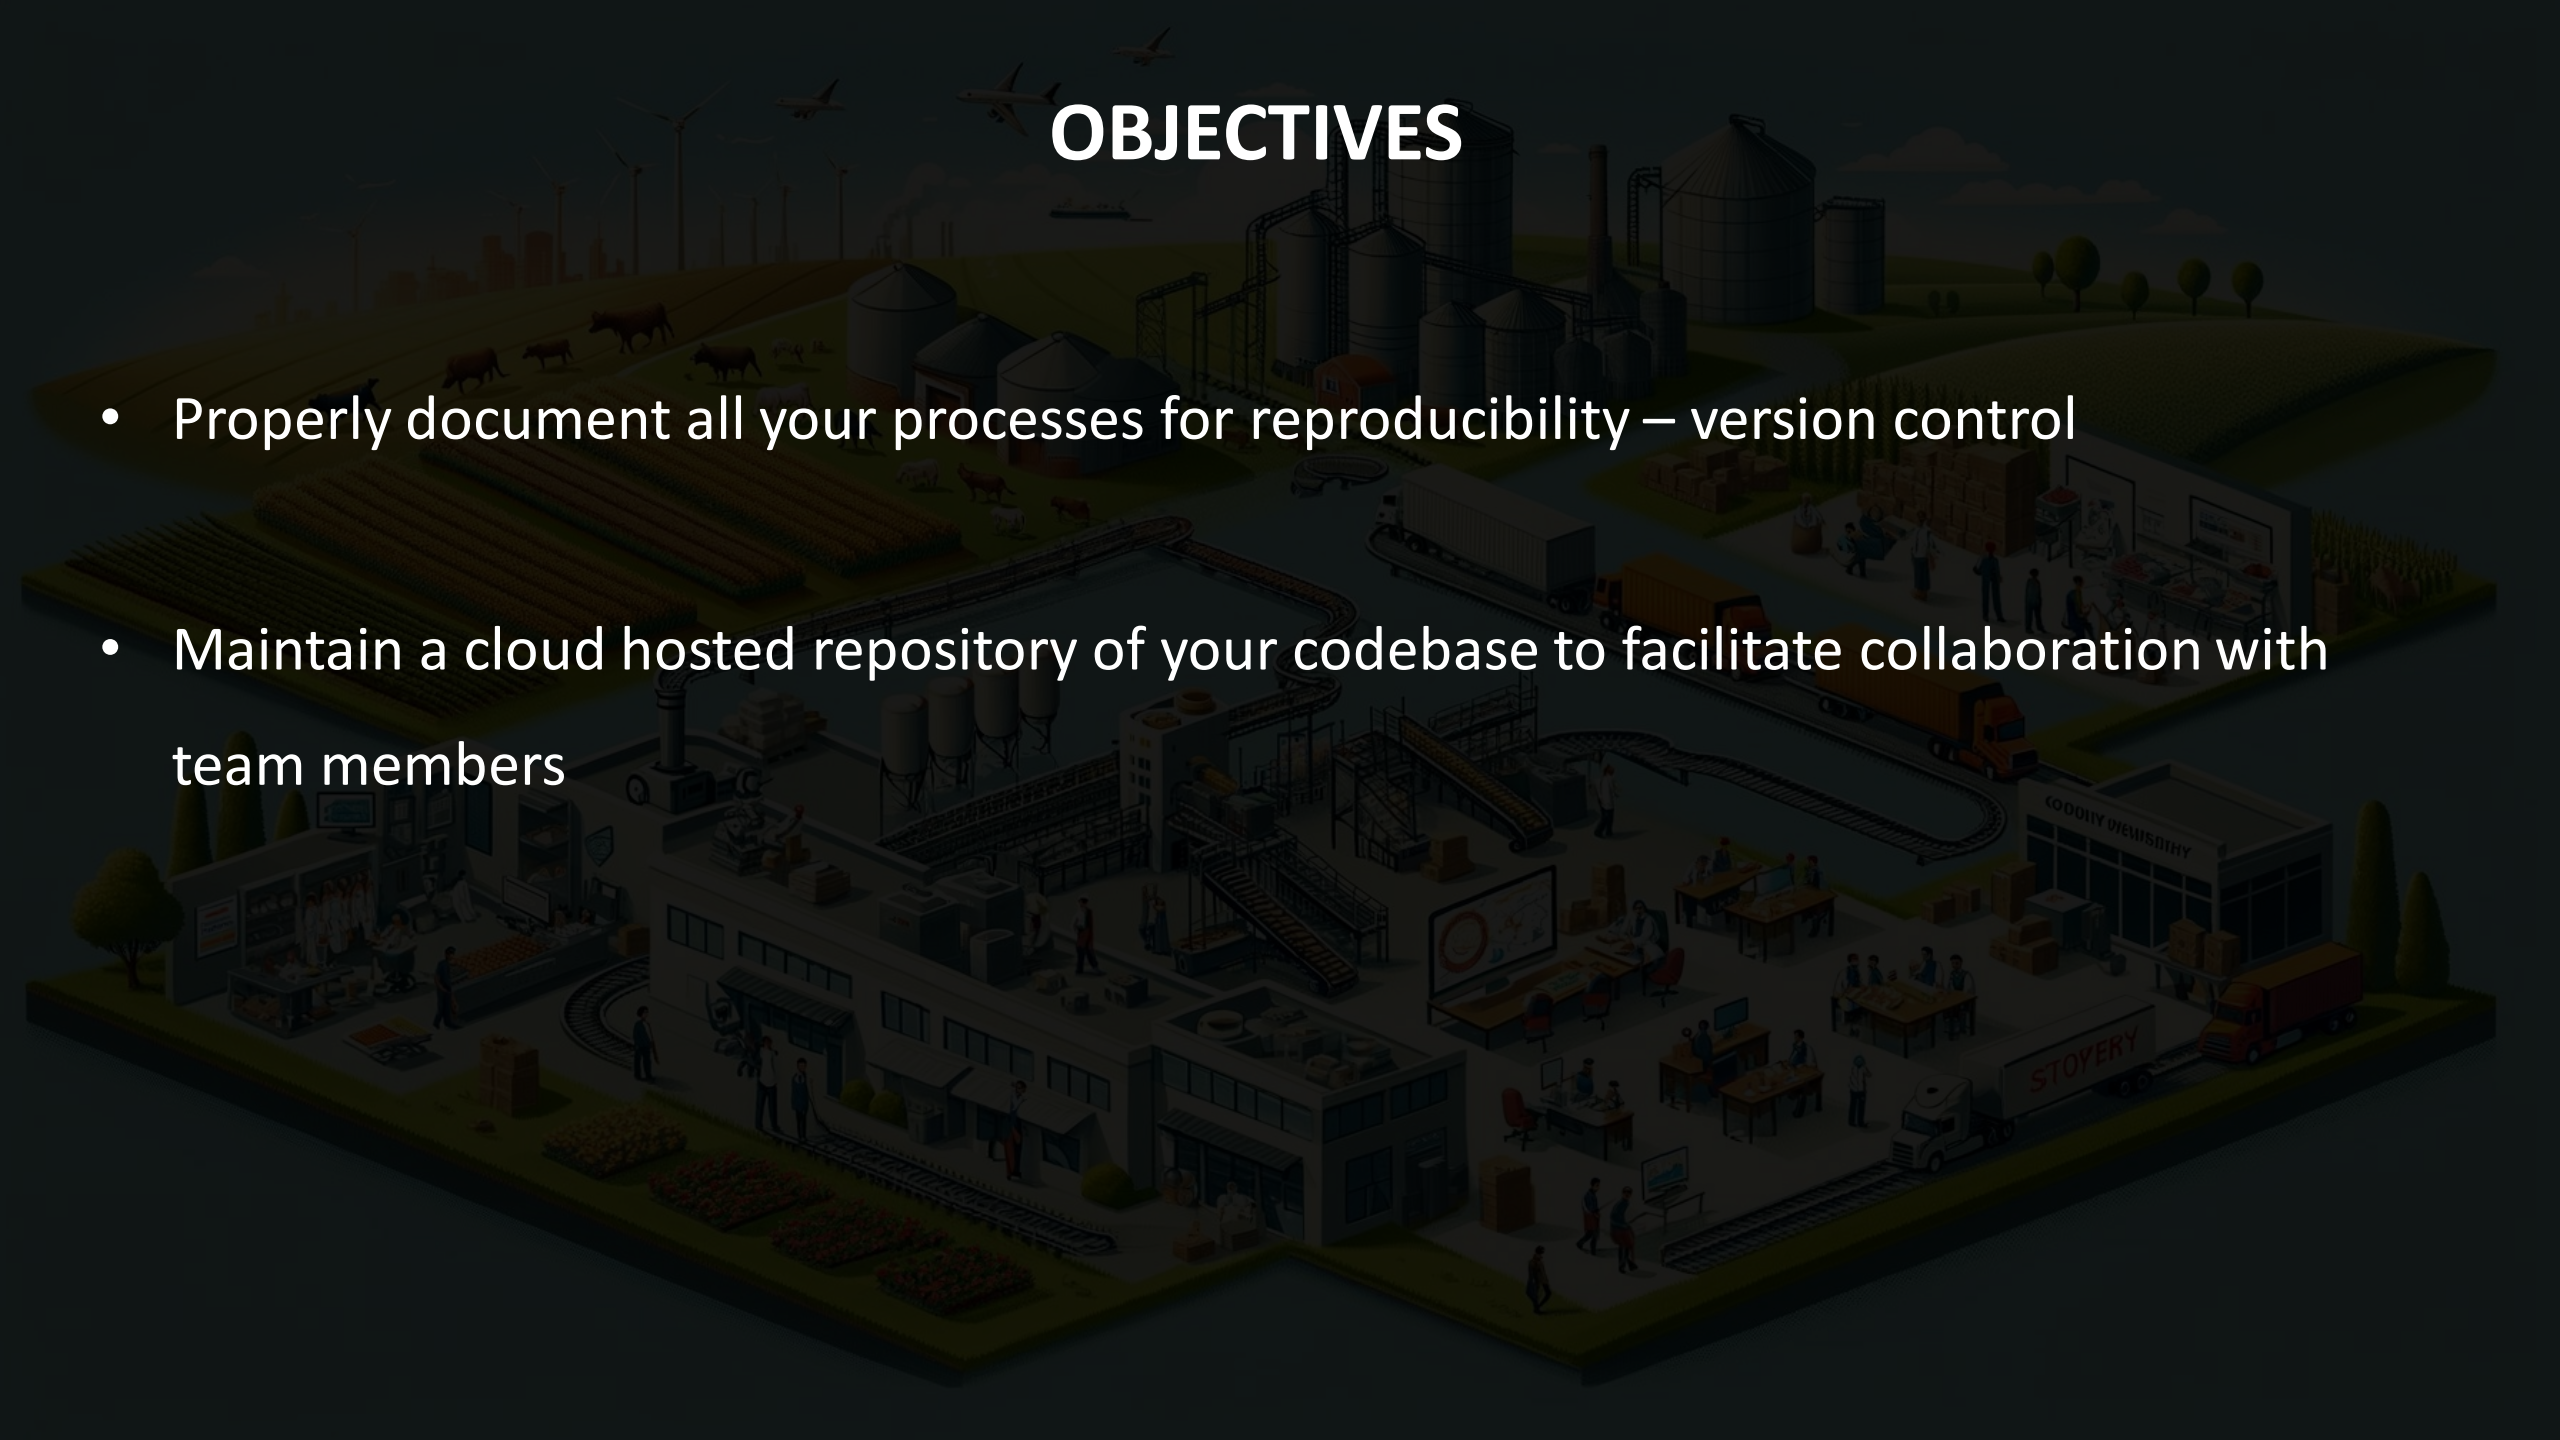 OBJECTIVES
• Properly document all your processes for reproducibility – version control
• Maintain a cloud hosted repository of your codebase to facilitate collaboration with
team members
STOYERY